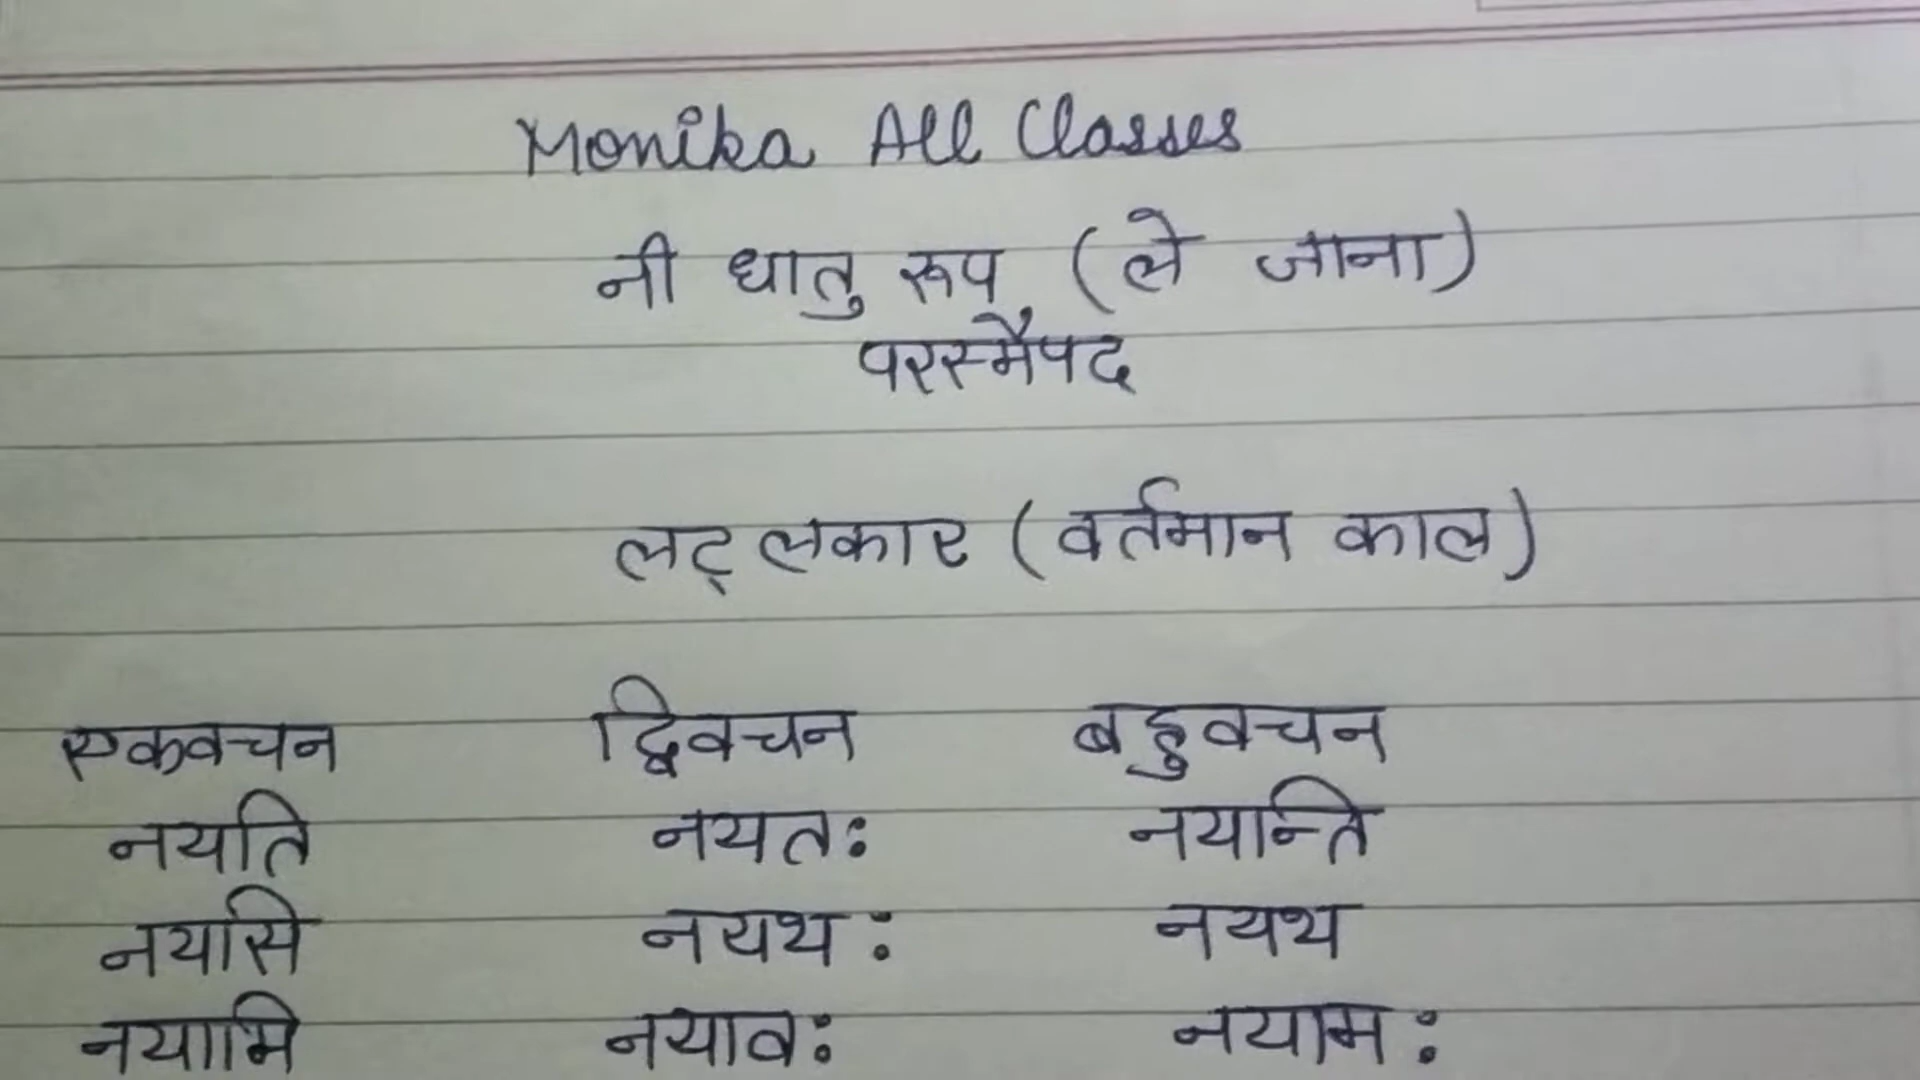 Monika All Classes
नी धातु रूप (ले जाना)
परस्मैपद
लट् लकार (वर्तमान काल)
एकवचन द्विवचन बहुवचन
नयति नयतः नयन्ति
नयसि नयथः नयथ
नयामि नयावः नयामः